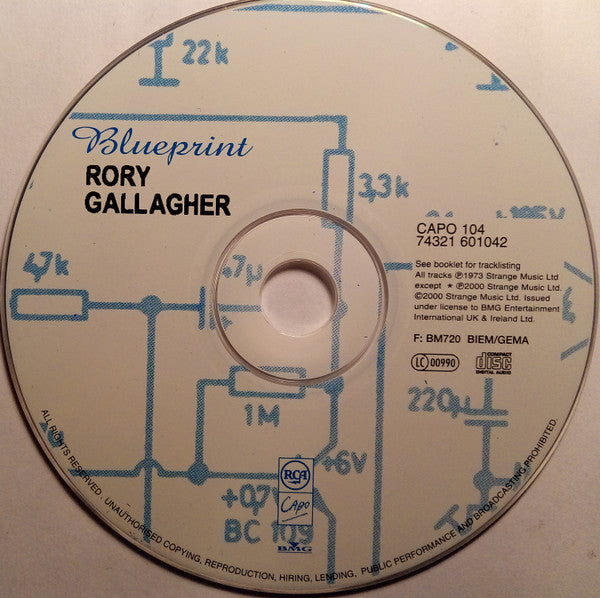 22k
Blueprint
RORY
GALLAGHER
3,3k
CAPO 104
74321 601042
4,7k
See booklet for tracklisting
All tracks ℗1973 Strange Music Ltd
except ★ ℗2000 Strange Music Ltd.
©2000 Strange Music Ltd. Issued
under license to BMG Entertainment
International UK & Ireland Ltd.
F: BM720 BIEM/GEMA
LC 00990
COMPACT
disc
DIGITAL AUDIO
1M
220µ
+6V
RCA
+0,7V
Capo
BC 109
BMG
ALL RIGHTS RESERVED. UNAUTHORISED COPYING, REPRODUCTION, HIRING, LENDING, PUBLIC PERFORMANCE AND BROADCASTING PROHIBITED.